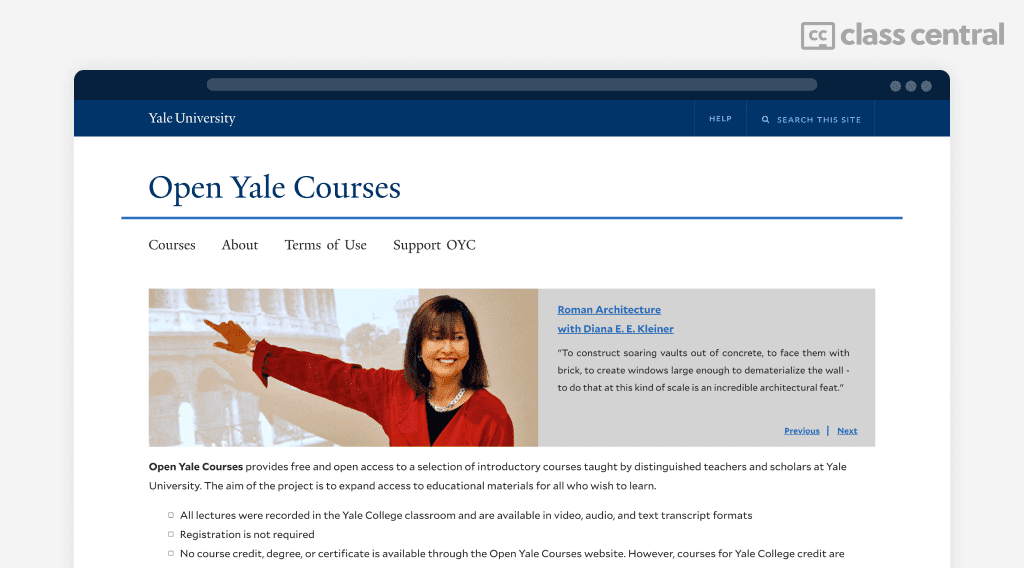 cc class central
Yale University
HELP
SEARCH THIS SITE
Open Yale Courses
Courses About Terms of Use Support OYC
Roman Architecture
with Diana E. E. Kleiner
"To construct soaring vaults out of concrete, to face them with
brick, to create windows large enough to dematerialize the wall -
to do that at this kind of scale is an incredible architectural feat."
Previous | Next
Open Yale Courses provides free and open access to a selection of introductory courses taught by distinguished teachers and scholars at Yale
University. The aim of the project is to expand access to educational materials for all who wish to learn.
All lectures were recorded in the Yale College classroom and are available in video, audio, and text transcript formats
Registration is not required
No course credit, degree, or certificate is available through the Open Yale Courses website. However, courses for Yale College credit are